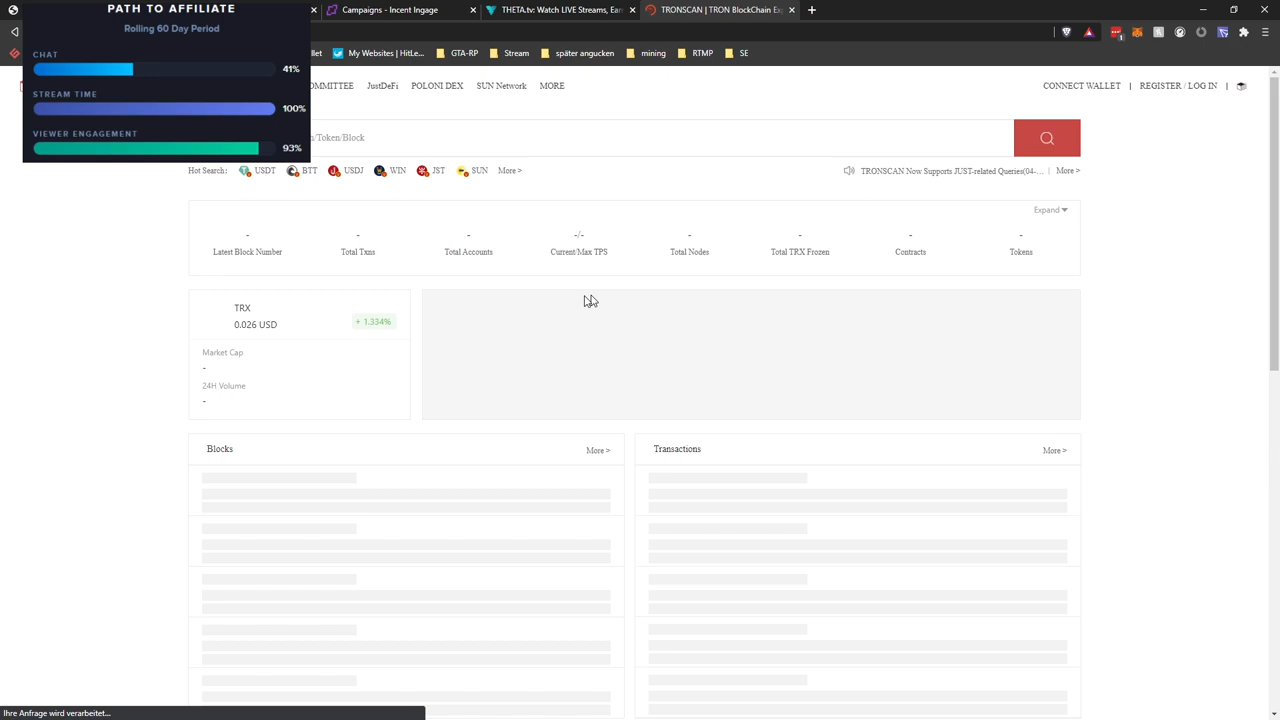 PATH TO AFFILIATE
Rolling 60 Day Period
CHAT
41%
STREAM TIME
100%
VIEWER ENGAGEMENT
93%
Campaigns - Incent Ingage
THETA.tv: Watch LIVE Streams, Ear
TRONSCAN | TRON BlockChain Exp
My Websites | HitLe...
GTA-RP
Stream
später angucken
mining
RTMP
SE
1
OMMITTEE
JustDeFi
POLONI DEX
SUN Network
MORE
CONNECT WALLET
REGISTER / LOG IN
n/Token/Block
Hot Search:
USDT
BTT
USDJ
WIN
JST
SUN
More >
TRONSCAN Now Supports JUST-related Queries(04-...
More >
Expand
-
-
-
-/-
-
-
-
-
Latest Block Number
Total Txns
Total Accounts
Current/Max TPS
Total Nodes
Total TRX Frozen
Contracts
Tokens
TRX
0.026 USD
+ 1.334%
Market Cap
-
24H Volume
-
Blocks
More >
Transactions
More >
Ihre Anfrage wird verarbeitet...